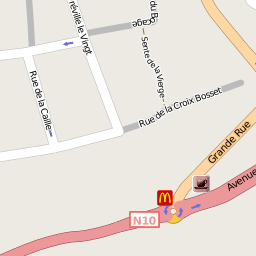 réville le Vingt
du B
ocage
Sente de la Vierge
Rue de la Caille
Rue de la Croix Bosset
Grande Rue
Avenue
N10